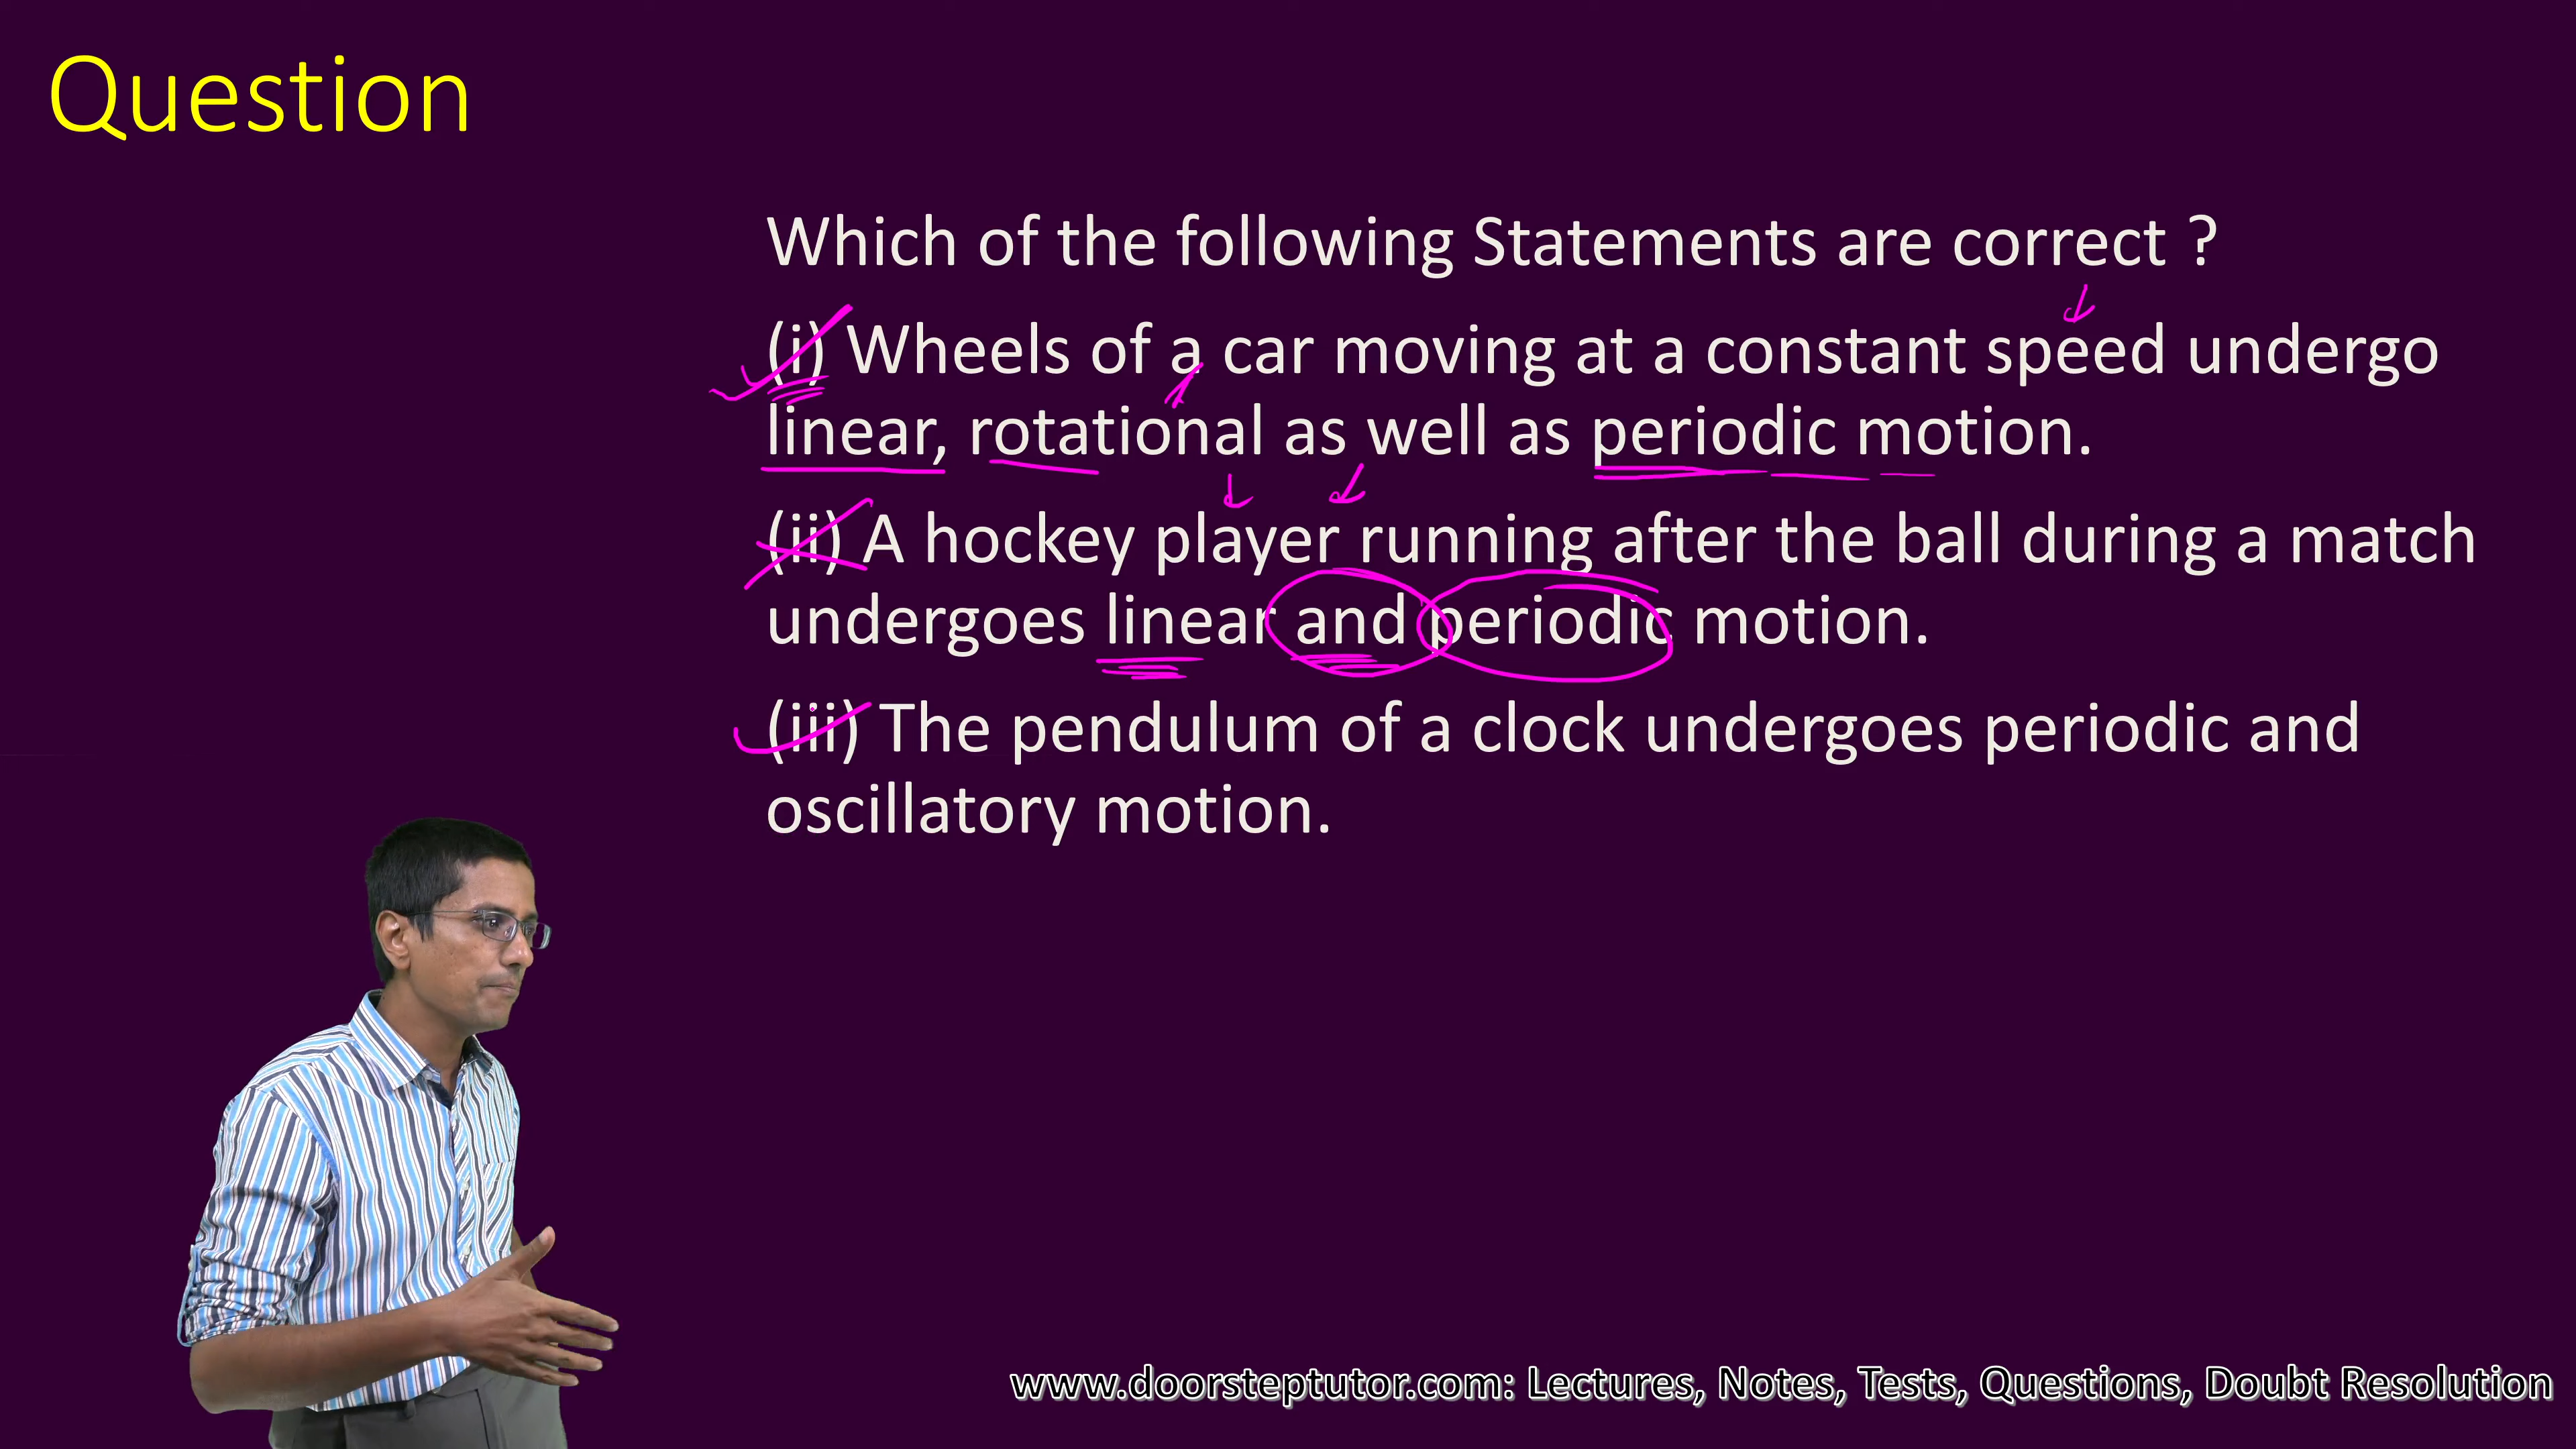 Question
Which of the following Statements are correct ?
(i) Wheels of a car moving at a constant speed undergo
linear, rotational as well as periodic motion.
(ii) A hockey player running after the ball during a match
undergoes linear and periodic motion.
(iii) The pendulum of a clock undergoes periodic and
oscillatory motion.
www.doorsteptutor.com: Lectures, Notes, Tests, Questions, Doubt Resolution